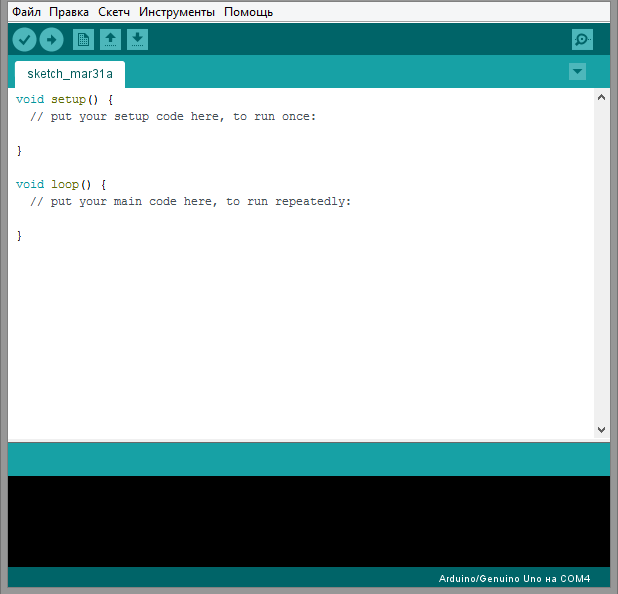 Файл Правка Скетч Инструменты Помощь
sketch_mar31a
void setup() {
  // put your setup code here, to run once:
}
void loop() {
  // put your main code here, to run repeatedly:
}
Arduino/Genuino Uno на COM4